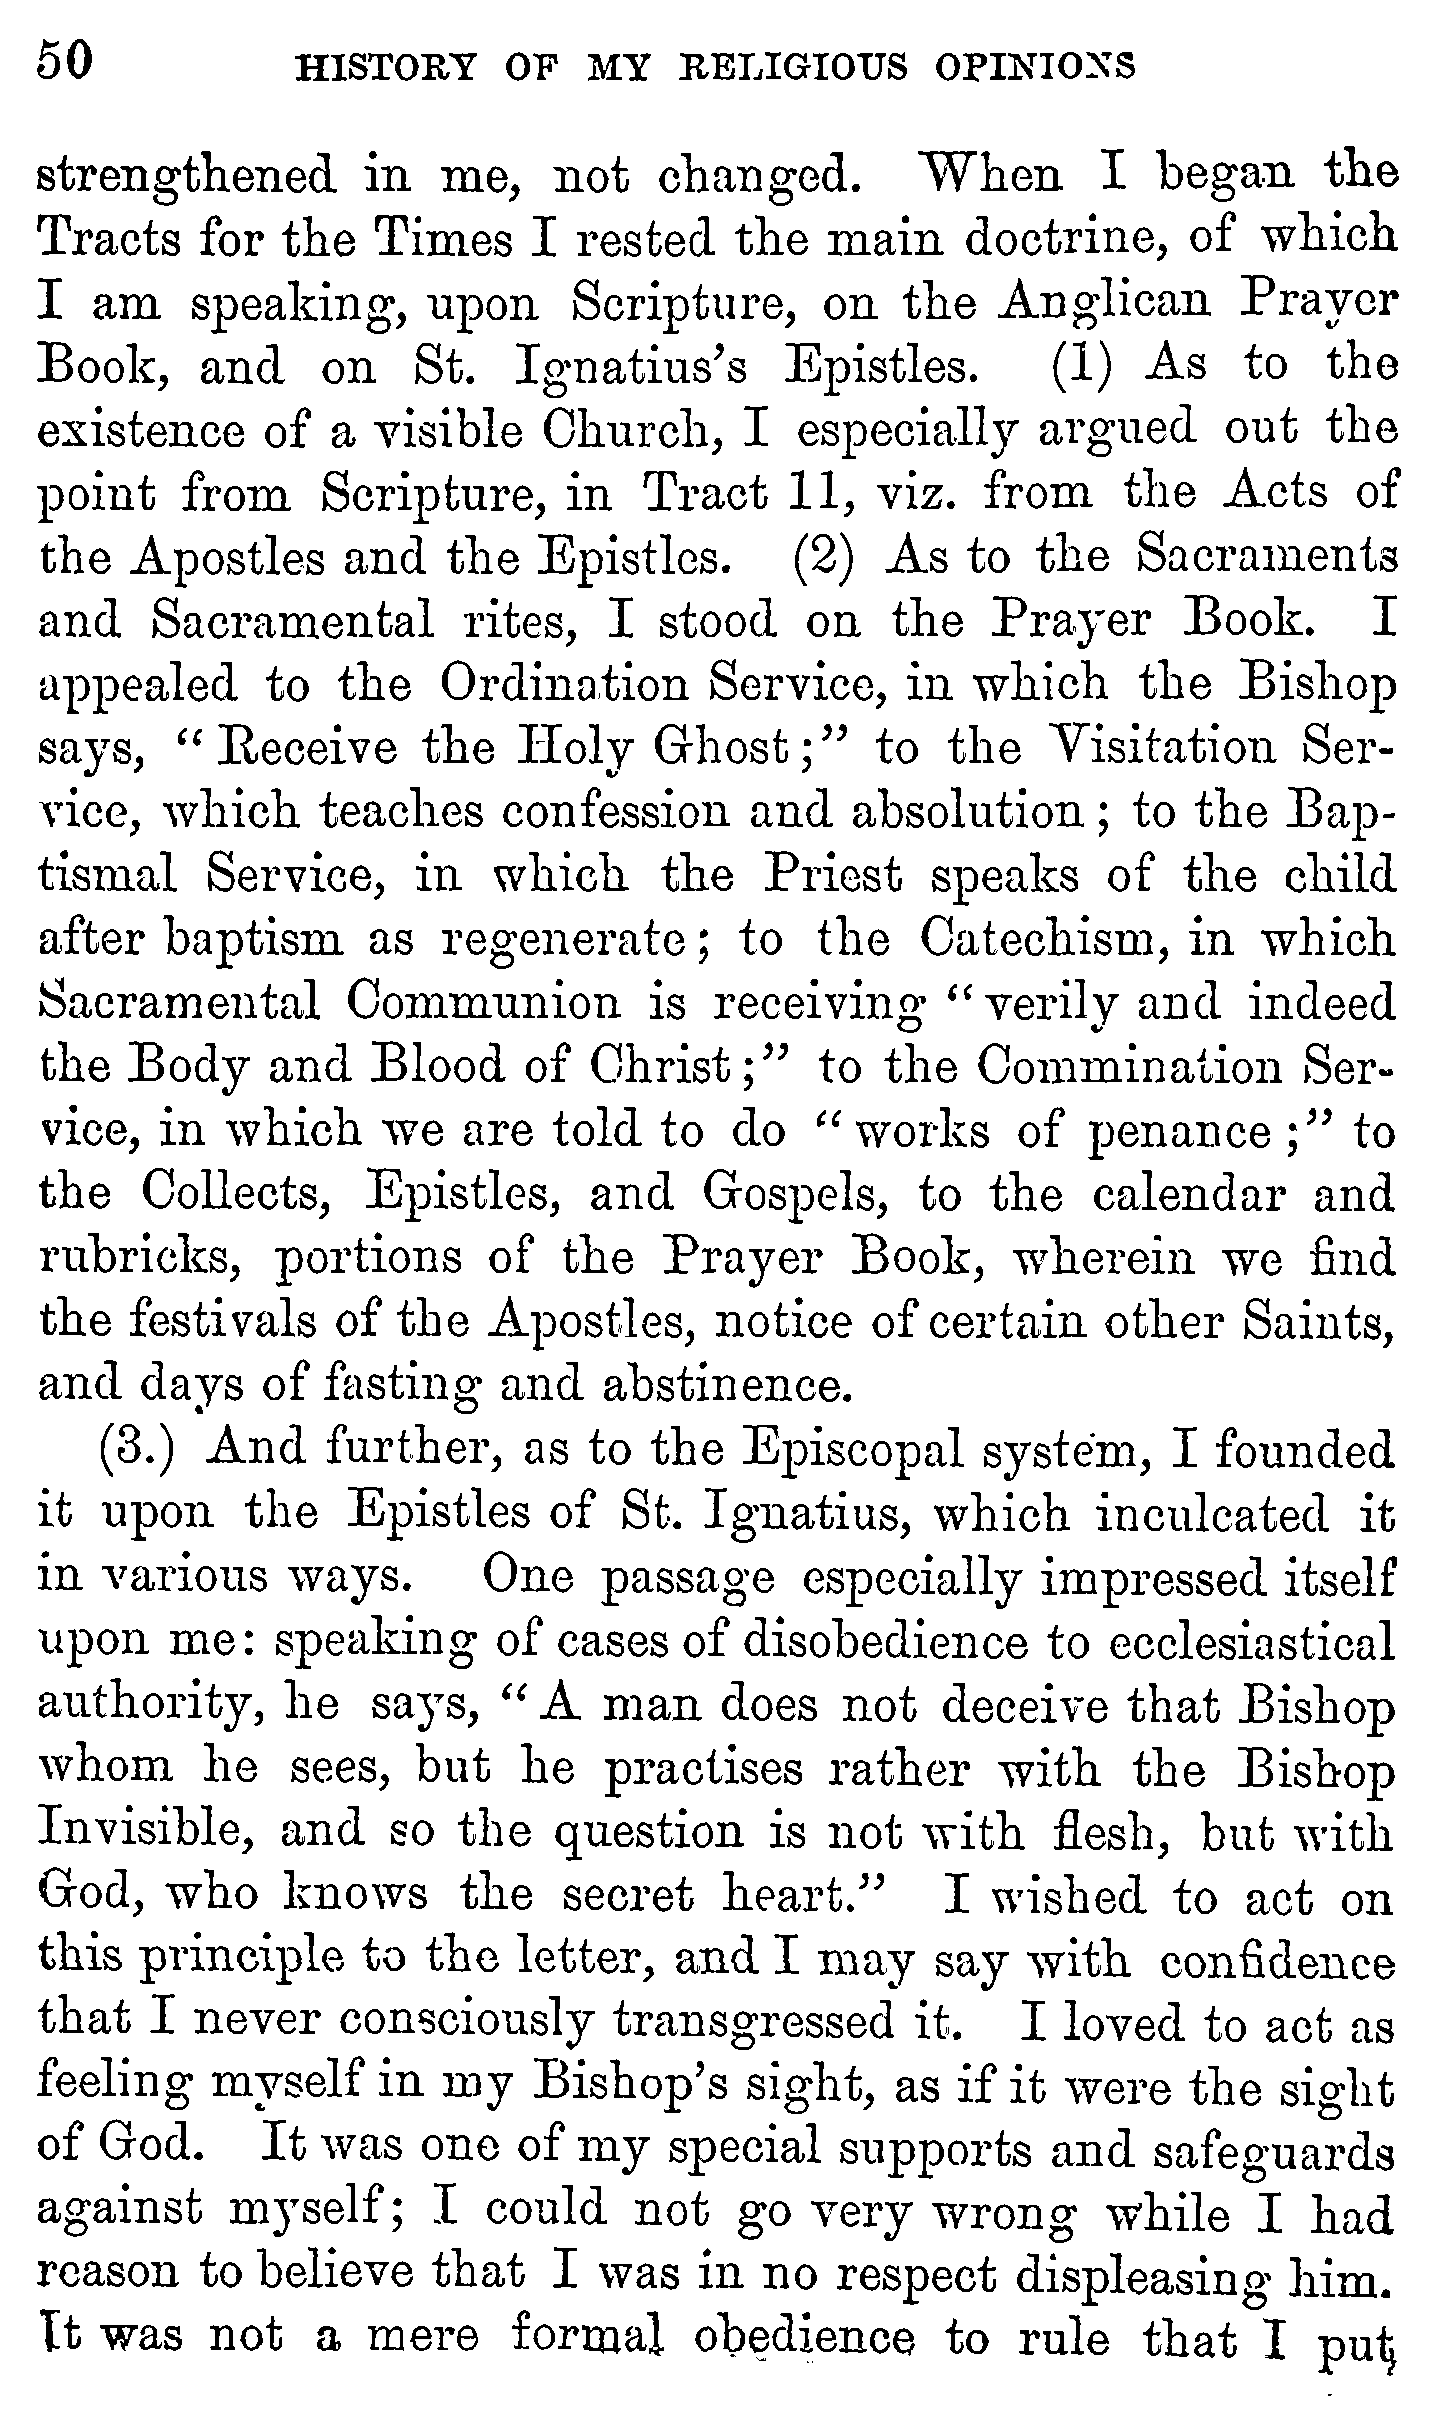 50 HISTORY OF MY RELIGIOUS OPINIONS
strengthened in me, not changed. When I began the
Tracts for the Times I rested the main doctrine, of which
I am speaking, upon Scripture, on the Anglican Prayer
Book, and on St. Ignatius's Epistles. (1) As to the
existence of a visible Church, I especially argued out the
point from Scripture, in Tract 11, viz. from the Acts of
the Apostles and the Epistles. (2) As to the Sacraments
and Sacramental rites, I stood on the Prayer Book. I
appealed to the Ordination Service, in which the Bishop
says, "Receive the Holy Ghost;" to the Visitation Ser-
vice, which teaches confession and absolution; to the Bap-
tismal Service, in which the Priest speaks of the child
after baptism as regenerate; to the Catechism, in which
Sacramental Communion is receiving "verily and indeed
the Body and Blood of Christ;" to the Commination Ser-
vice, in which we are told to do "works of penance;" to
the Collects, Epistles, and Gospels, to the calendar and
rubricks, portions of the Prayer Book, wherein we find
the festivals of the Apostles, notice of certain other Saints,
and days of fasting and abstinence.
(3.) And further, as to the Episcopal system, I founded
it upon the Epistles of St. Ignatius, which inculcated it
in various ways. One passage especially impressed itself
upon me: speaking of cases of disobedience to ecclesiastical
authority, he says, "A man does not deceive that Bishop
whom he sees, but he practises rather with the Bishop
Invisible, and so the question is not with flesh, but with
God, who knows the secret heart." I wished to act on
this principle to the letter, and I may say with confidence
that I never consciously transgressed it. I loved to act as
feeling myself in my Bishop's sight, as if it were the sight
of God. It was one of my special supports and safeguards
against myself; I could not go very wrong while I had
reason to believe that I was in no respect displeasing him.
It was not a mere formal obedience to rule that I put